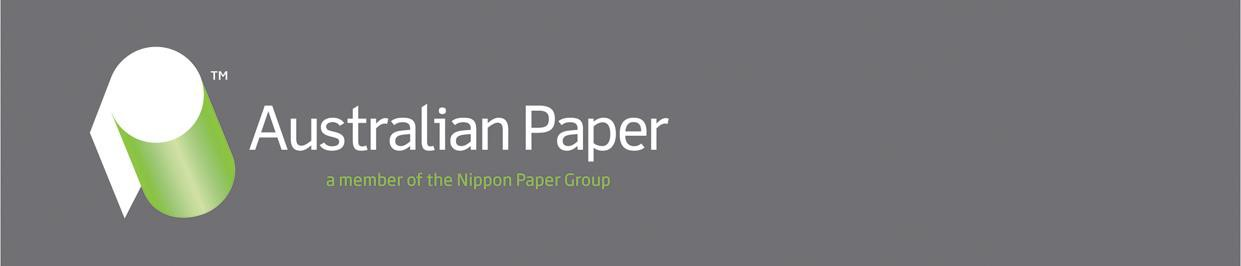 TM
Australian Paper
a member of the Nippon Paper Group